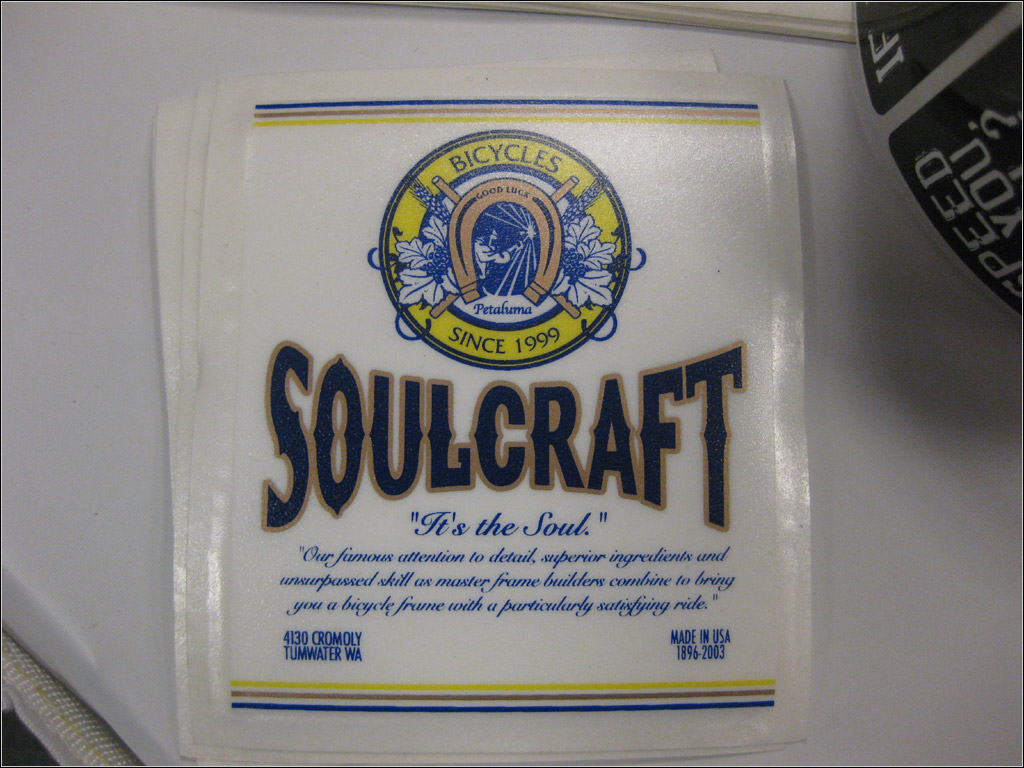 BICYCLES
GOOD LUCK
Petaluma
SINCE 1999
SOULCRAFT
"It's the Soul."
"Our famous attention to detail, superior ingredients and
unsurpassed skill as master frame builders combine to bring
you a bicycle frame with a particularly satisfying ride."
4130 CROMOLY
TUMWATER WA
MADE IN USA
1896-2003
IF
SPEED
YOU
?